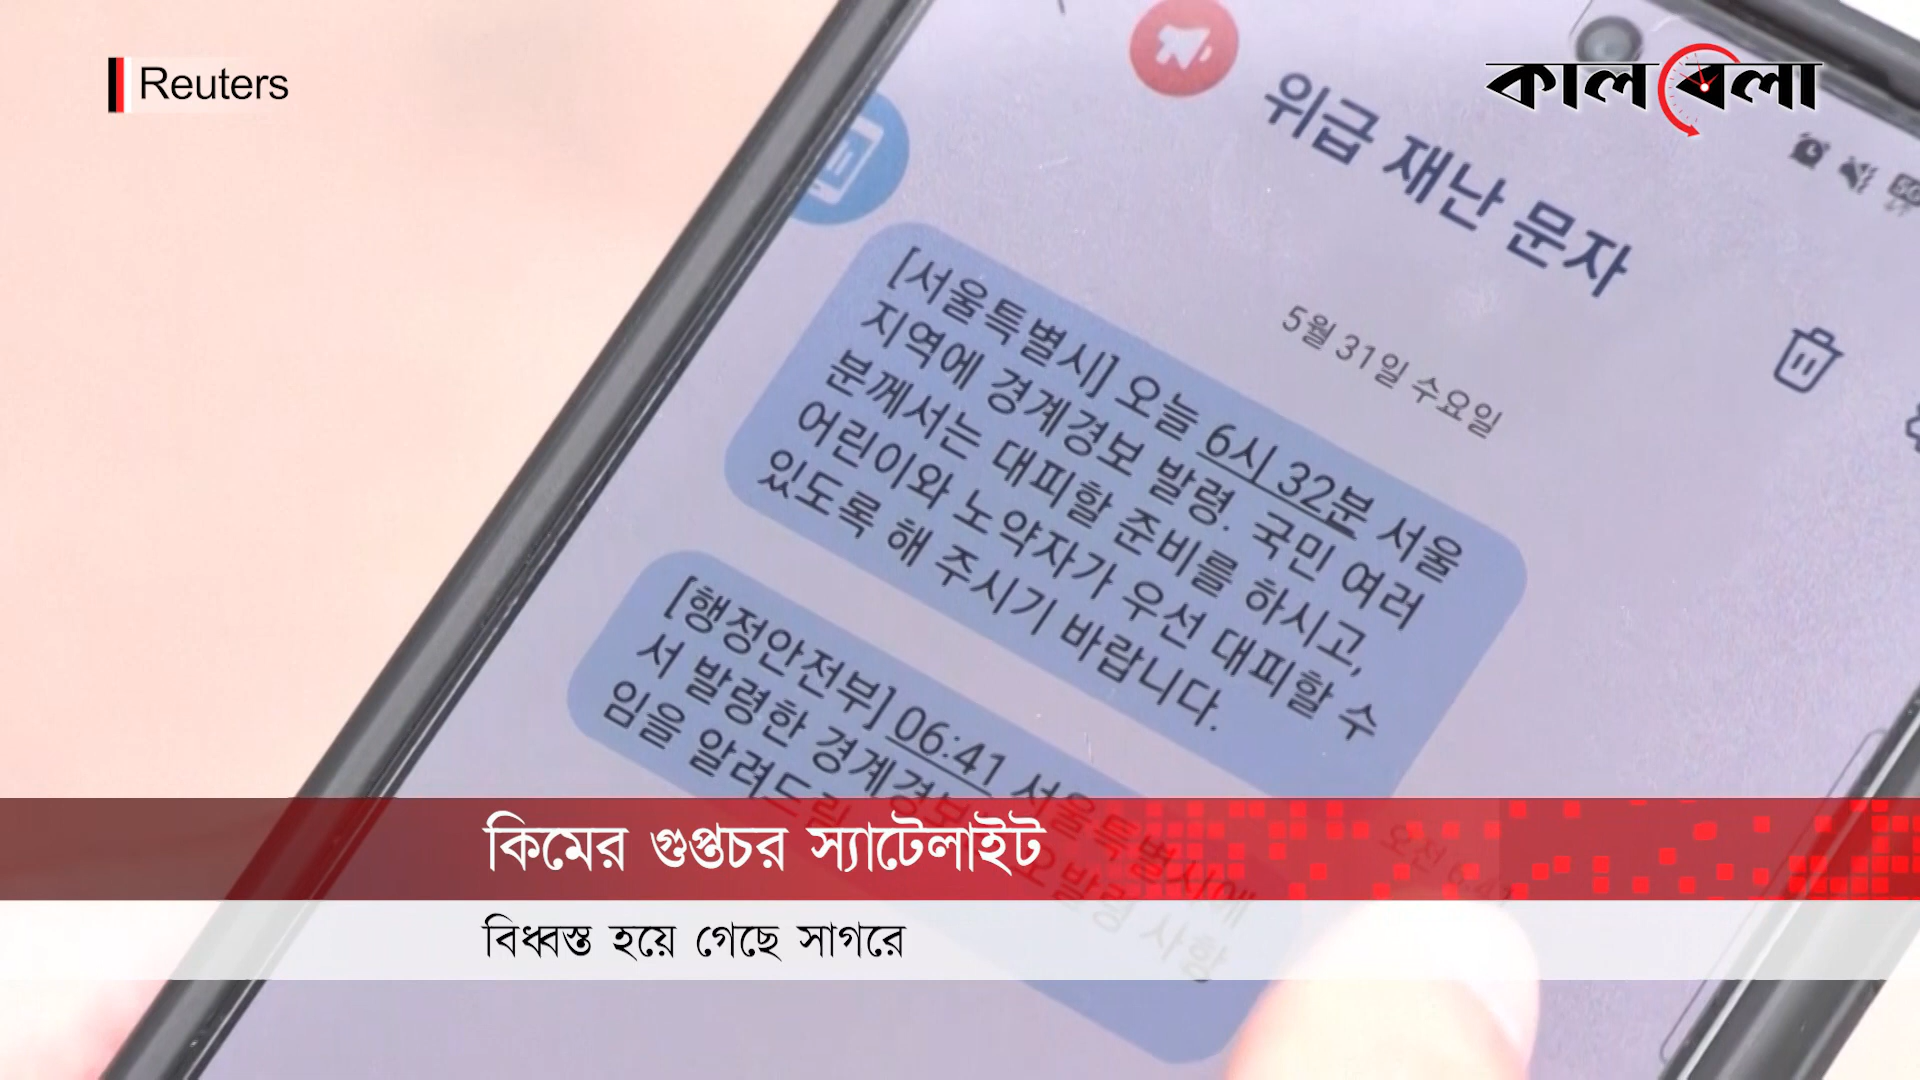 Reuters
কালবেলা
위급 재난 문자
5월 31일 수요일
[서울특별시] 오늘 6시 32분 서울
지역에 경계경보 발령. 국민 여러
분께서는 대피할 준비를 하시고,
어린이와 노약자가 우선 대피할 수
있도록 해 주시기 바랍니다.
[행정안전부] 06:41 서울특별시에
서 발령한 경계경보 오발령 사항
임을 알려드림
오전 6:41
কিমের গুপ্তচর স্যাটেলাইট
বিধ্বস্ত হয়ে গেছে সাগরে